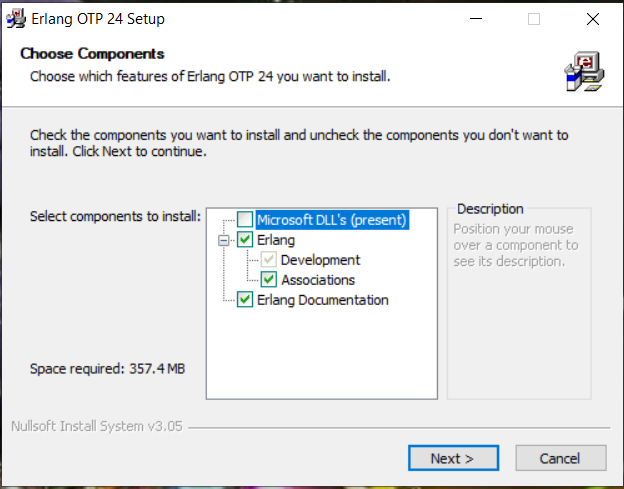 Erlang OTP 24 Setup
Choose Components
Choose which features of Erlang OTP 24 you want to install.
Check the components you want to install and uncheck the components you don't want to
install. Click Next to continue.
Select components to install:
Microsoft DLL's (present)
Erlang
Development
Associations
Erlang Documentation
Description
Position your mouse
over a component to
see its description.
Space required: 357.4 MB
Nullsoft Install System v3.05
Next >
Cancel